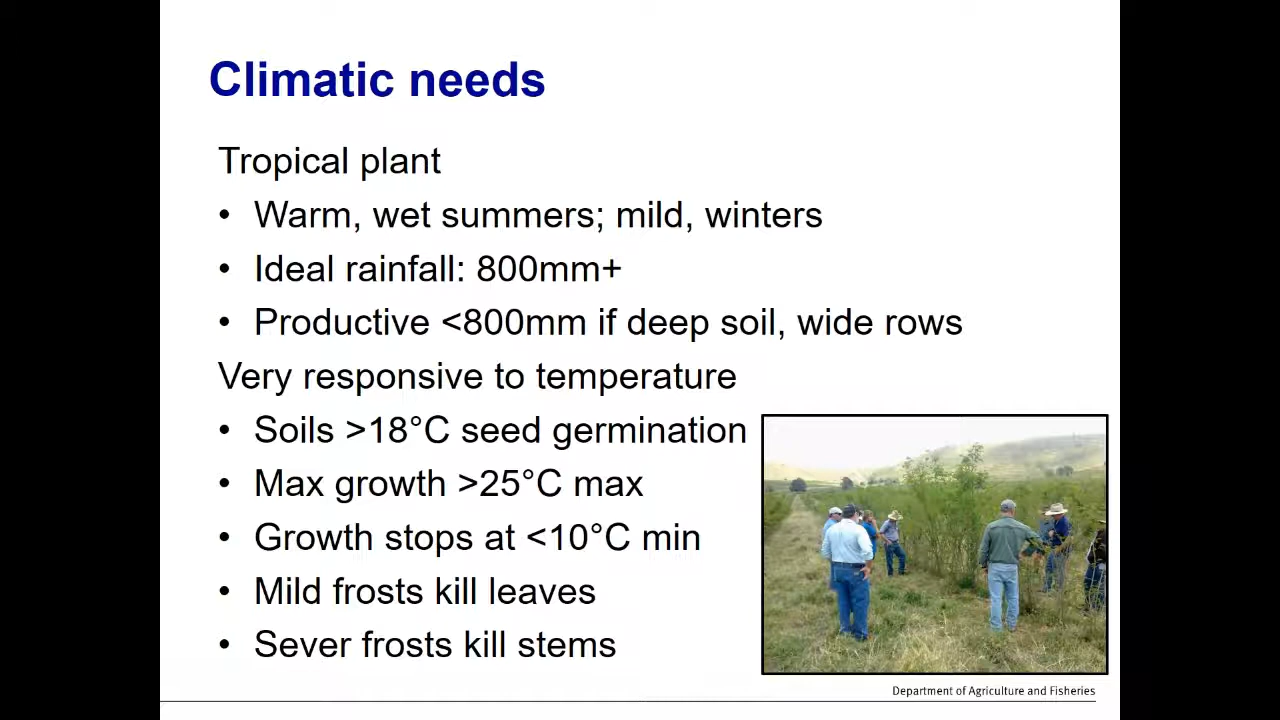 Climatic needs
Tropical plant
• Warm, wet summers; mild, winters
• Ideal rainfall: 800mm+
• Productive <800mm if deep soil, wide rows
Very responsive to temperature
• Soils >18°C seed germination
• Max growth >25°C max
• Growth stops at <10°C min
• Mild frosts kill leaves
• Sever frosts kill stems
Department of Agriculture and Fisheries